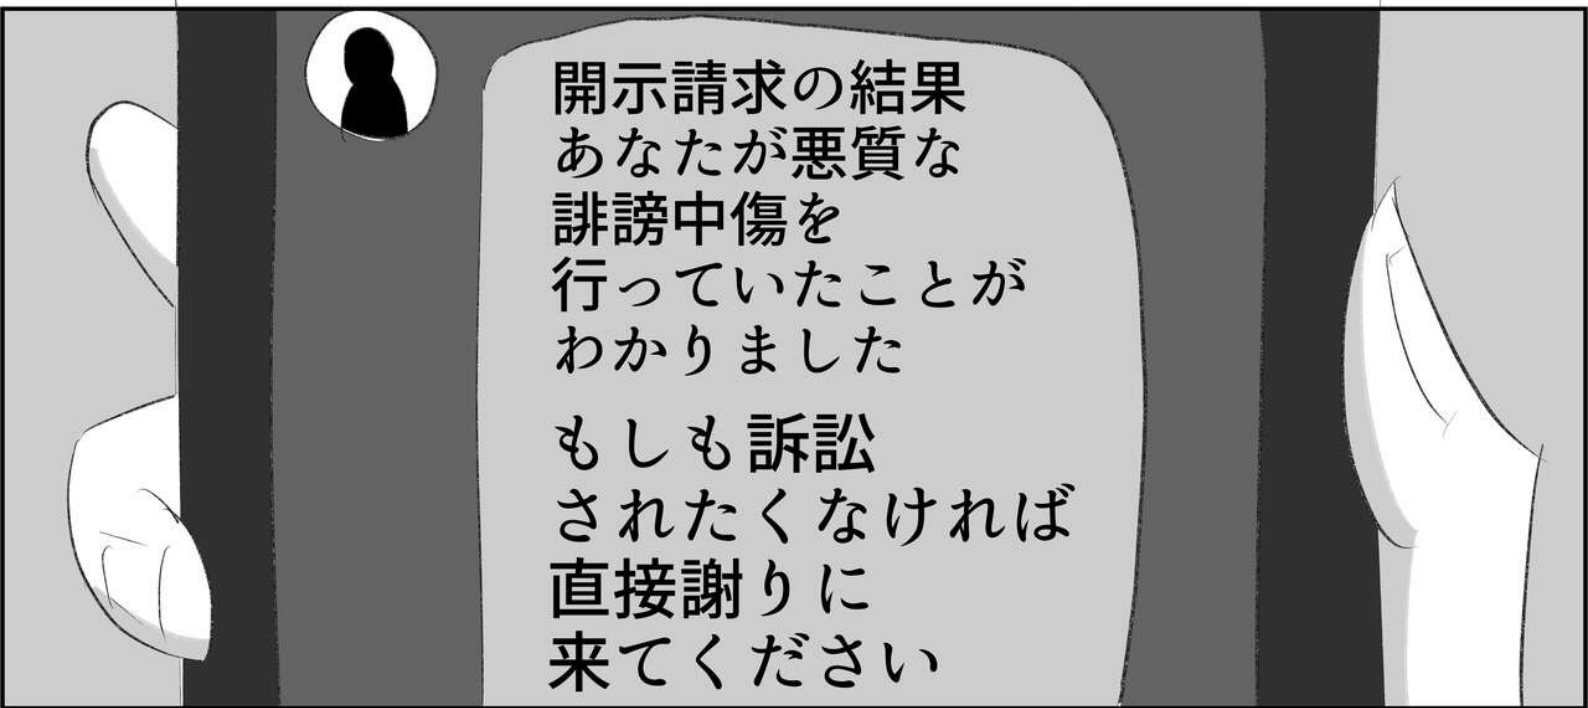 開示請求の結果
あなたが悪質な
誹謗中傷を
行っていたことが
わかりました
もしも訴訟
されたくなければ
直接謝りに
来てください